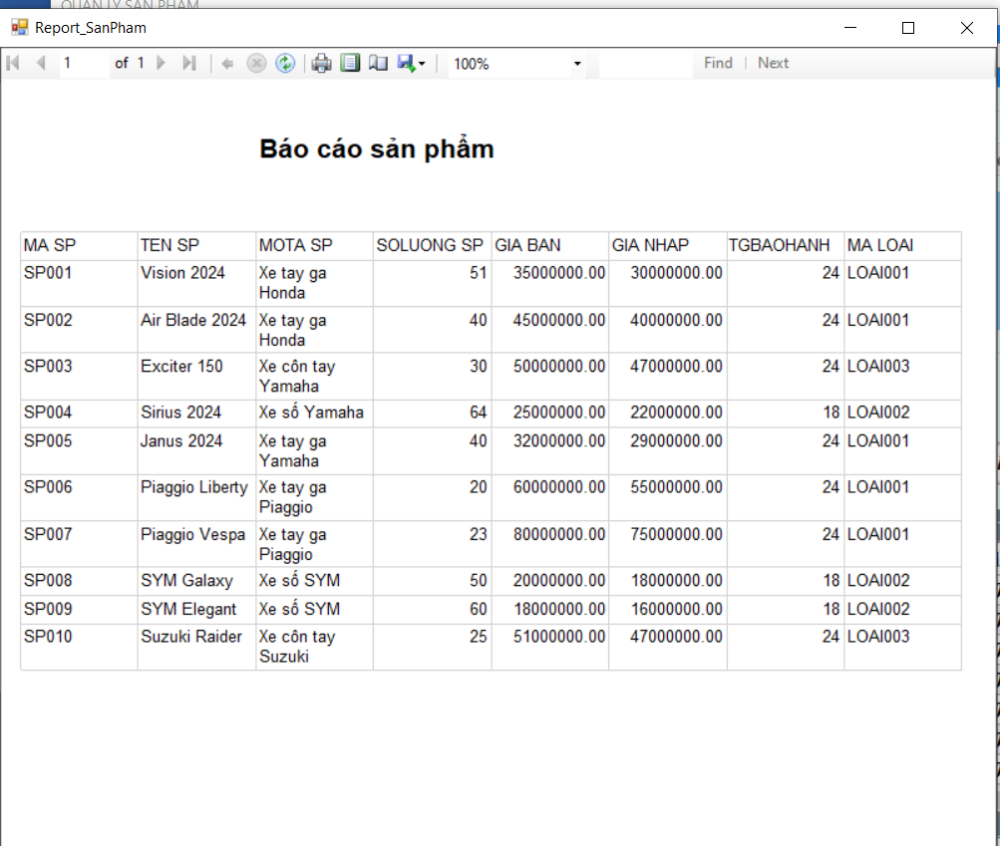 QUAN LY SAN PHAM
Report_SanPham
1 of 1 100% Find Next
Báo cáo sản phẩm
MA SP TEN SP MOTA SP SOLUONG SP GIA BAN GIA NHAP TGBAOHANH MA LOAI
SP001 Vision 2024 Xe tay ga 51 35000000.00 30000000.00 24 LOAI001
Honda
SP002 Air Blade 2024 Xe tay ga 40 45000000.00 40000000.00 24 LOAI001
Honda
SP003 Exciter 150 Xe côn tay 30 50000000.00 47000000.00 24 LOAI003
Yamaha
SP004 Sirius 2024 Xe số Yamaha 64 25000000.00 22000000.00 18 LOAI002
SP005 Janus 2024 Xe tay ga 40 32000000.00 29000000.00 24 LOAI001
Yamaha
SP006 Piaggio Liberty Xe tay ga 20 60000000.00 55000000.00 24 LOAI001
Piaggio
SP007 Piaggio Vespa Xe tay ga 23 80000000.00 75000000.00 24 LOAI001
Piaggio
SP008 SYM Galaxy Xe số SYM 50 20000000.00 18000000.00 18 LOAI002
SP009 SYM Elegant Xe số SYM 60 18000000.00 16000000.00 18 LOAI002
SP010 Suzuki Raider Xe côn tay 25 51000000.00 47000000.00 24 LOAI003
Suzuki